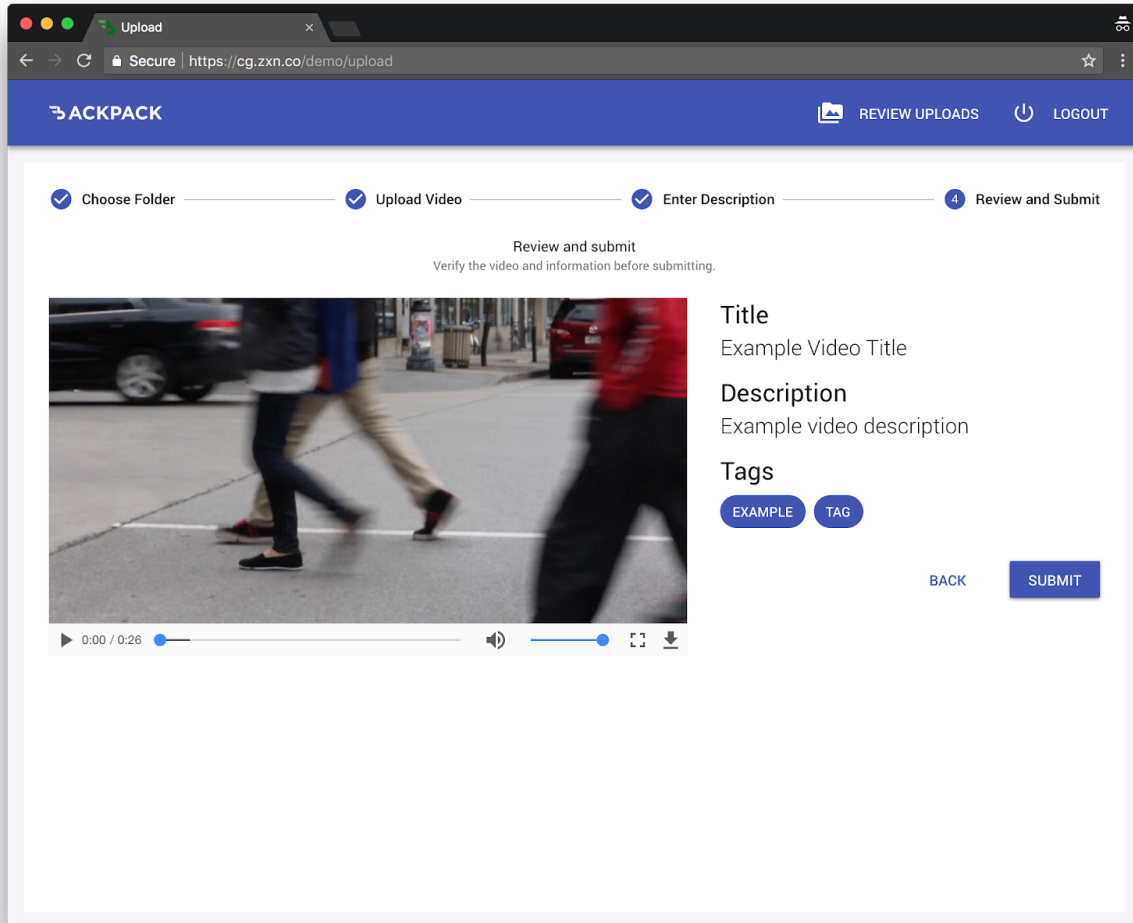 Upload
Secure https://cg.zxn.co/demo/upload
BACKPACK
REVIEW UPLOADS
LOGOUT
Choose Folder
Upload Video
Enter Description
4 Review and Submit
Review and submit
Verify the video and information before submitting.
Title
Example Video Title
Description
Example video description
Tags
EXAMPLE TAG
BACK SUBMIT
0:00 / 0:26